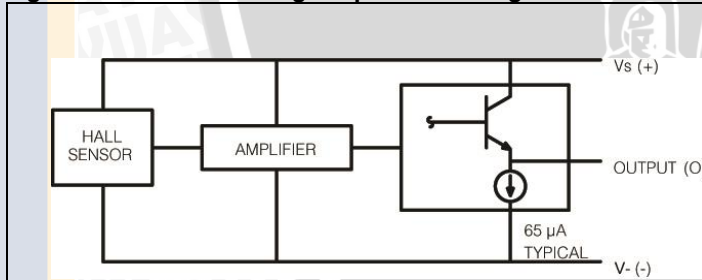 Vs (+)
HALL
SENSOR
AMPLIFIER
OUTPUT (O
65 µA
TYPICAL
V- (-)